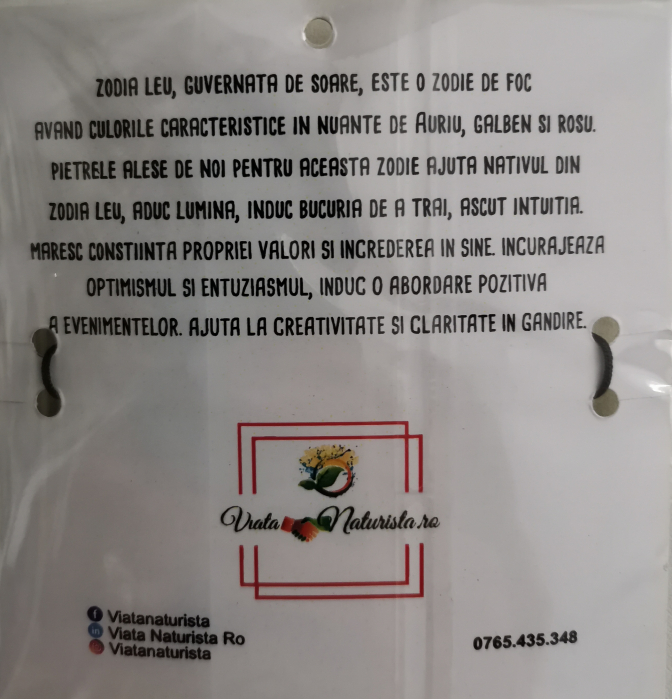 ZODIA LEU, GUVERNATA DE SOARE, ESTE O ZODIE DE FOC
AVAND CULORILE CARACTERISTICE IN NUANTE DE AURIU, GALBEN SI ROSU.
PIETRELE ALESE DE NOI PENTRU ACEASTA ZODIE AJUTA NATIVUL DIN
ZODIA LEU, ADUC LUMINA, INDUC BUCURIA DE A TRAI, ASCUT INTUITIA.
MARESC CONSTIINTA PROPRIEI VALORI SI INCREDEREA IN SINE. INCURAJEAZA
OPTIMISMUL SI ENTUZIASMUL, INDUC O ABORDARE POZITIVA
A EVENIMENTELOR. AJUTA LA CREATIVITATE SI CLARITATE IN GANDIRE.
Viata Naturista.ro
Viatanaturista
Viata Naturista Ro
Viatanaturista
0765.435.348